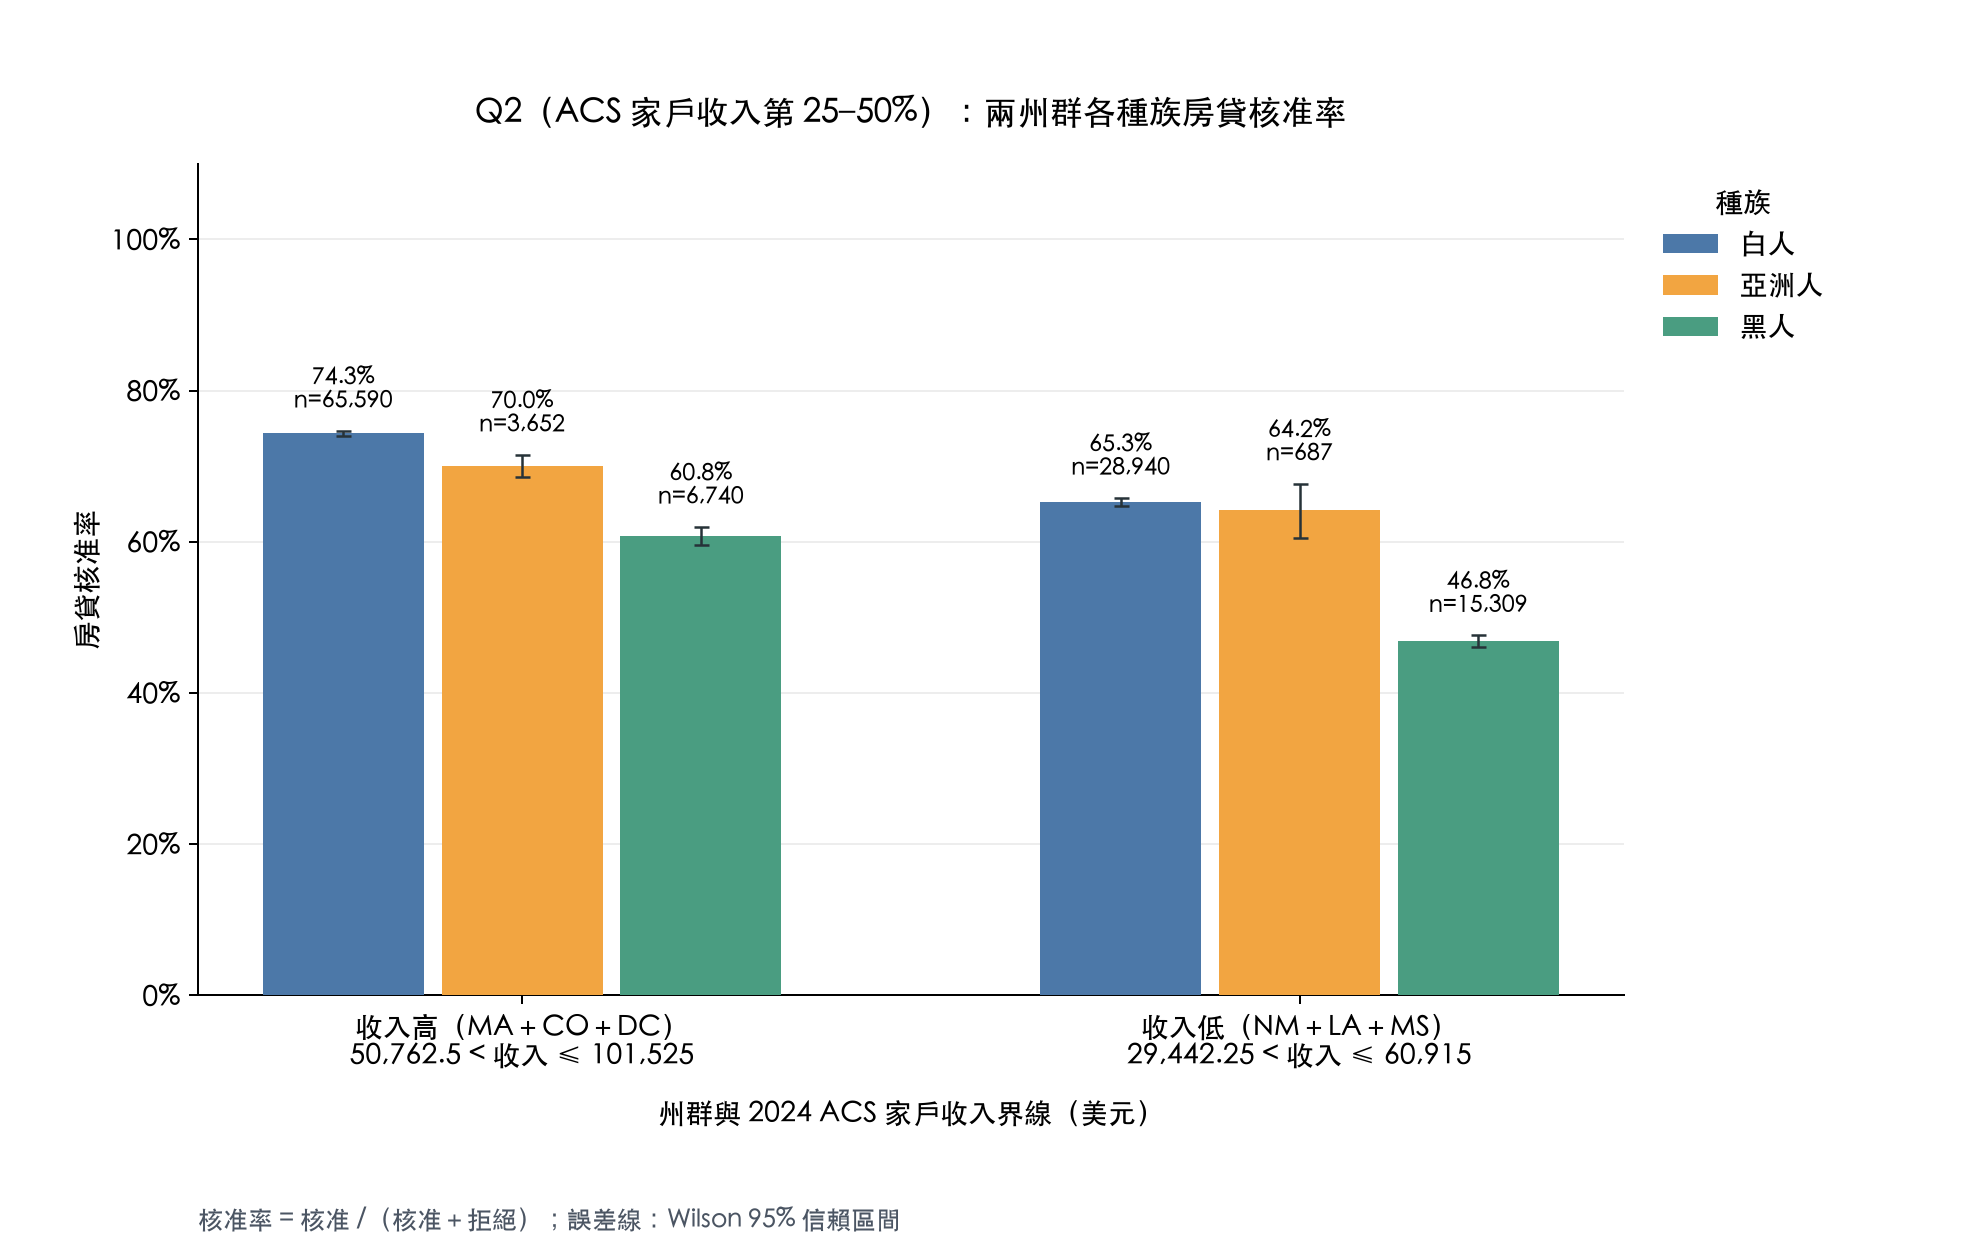 Q2（ACS 家戶收入第 25–50%）：兩州群各種族房貸核准率
種族
白人
亞洲人
黑人
房貸核准率
100%
80%
60%
40%
20%
0%
74.3%
n=65,590
70.0%
n=3,652
60.8%
n=6,740
65.3%
n=28,940
64.2%
n=687
46.8%
n=15,309
收入高（MA + CO + DC）
50,762.5 < 收入 ≤ 101,525
收入低（NM + LA + MS）
29,442.25 < 收入 ≤ 60,915
州群與 2024 ACS 家戶收入界線（美元）
核准率 = 核准 /（核准 + 拒絕）；誤差線：Wilson 95% 信賴區間